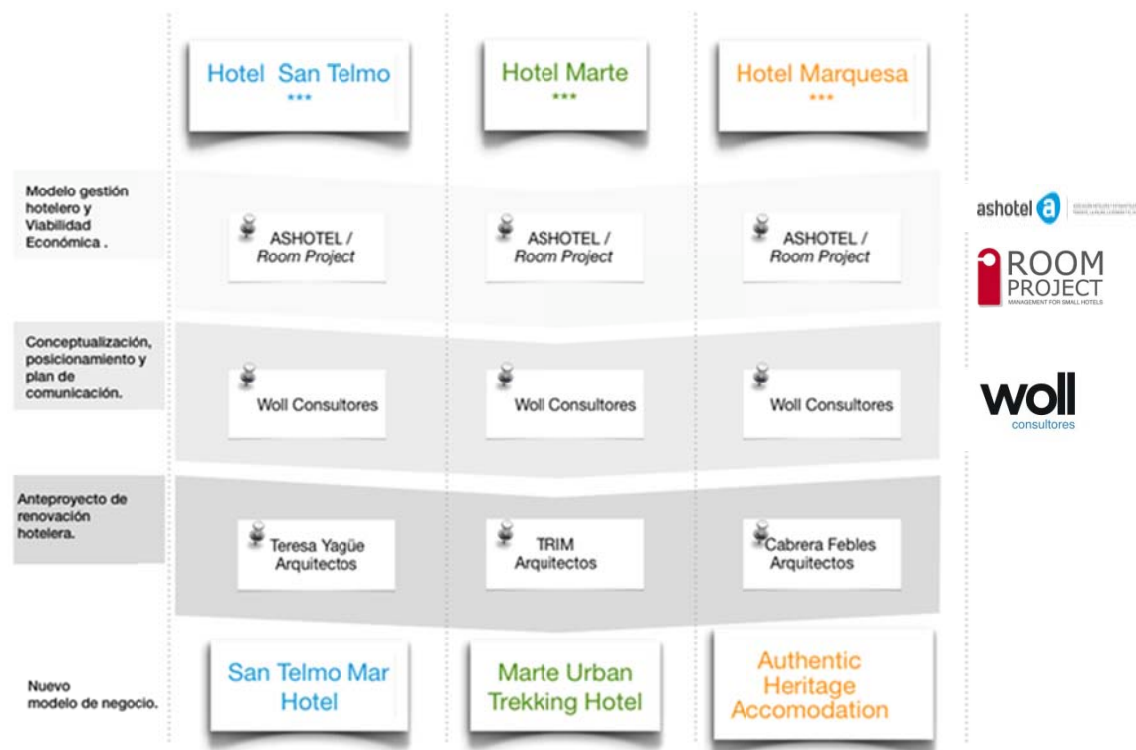 Hotel San Telmo
***
Hotel Marte
***
Hotel Marquesa
***
Modelo gestión
hotelero y
Viabilidad
Económica .
ASHOTEL /
Room Project
ASHOTEL /
Room Project
ASHOTEL /
Room Project
ashotel a
ROOM
PROJECT
MANAGEMENT FOR SMALL HOTELS
Conceptualización,
posicionamiento y
plan de
comunicación.
Woll Consultores
Woll Consultores
Woll Consultores
woll
consultores
Anteproyecto de
renovación
hotelera.
Teresa Yagüe
Arquitectos
TRIM
Arquitectos
Cabrera Febles
Arquitectos
Nuevo
modelo de negocio.
San Telmo Mar
Hotel
Marte Urban
Trekking Hotel
Authentic
Heritage
Accomodation